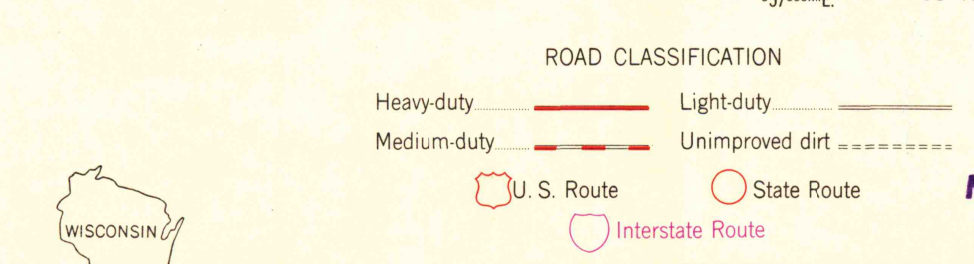 ROAD CLASSIFICATION
Heavy-duty Light-duty
Medium-duty Unimproved dirt
U. S. Route State Route
Interstate Route
WISCONSIN